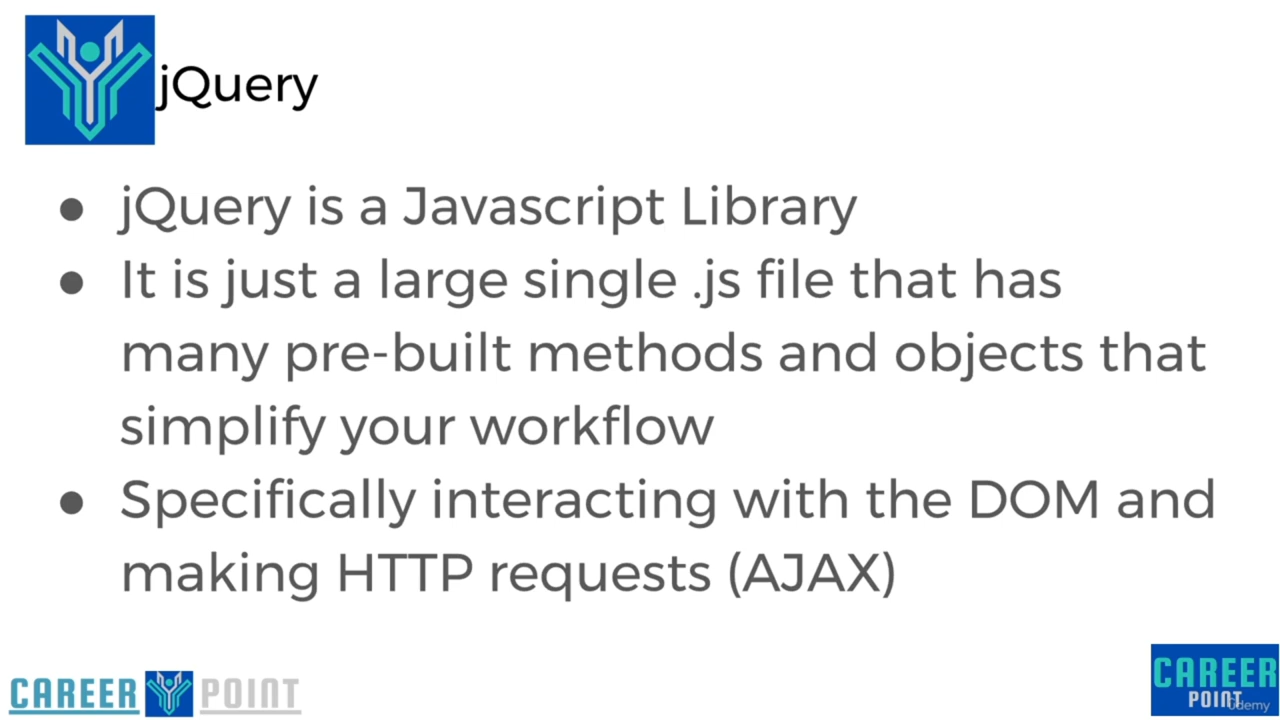 jQuery
● jQuery is a Javascript Library
● It is just a large single .js file that has
many pre-built methods and objects that
simplify your workflow
● Specifically interacting with the DOM and
making HTTP requests (AJAX)
CAREER POINT
CAREER
POINT
udemy